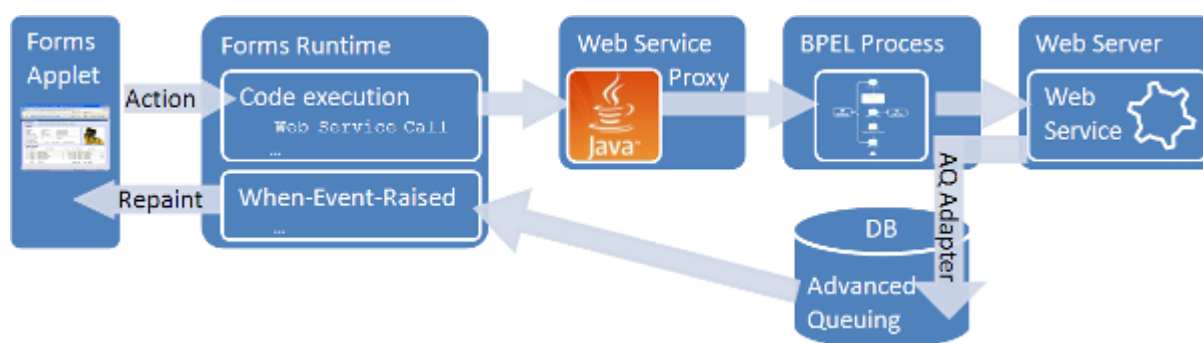 Forms
Applet
Action
Repaint
Forms Runtime
Code execution
Web Service Call
...
When-Event-Raised
...
Web Service
Proxy
Java™
BPEL Process
Web Server
Web
Service
AQ Adapter
DB
Advanced
Queuing